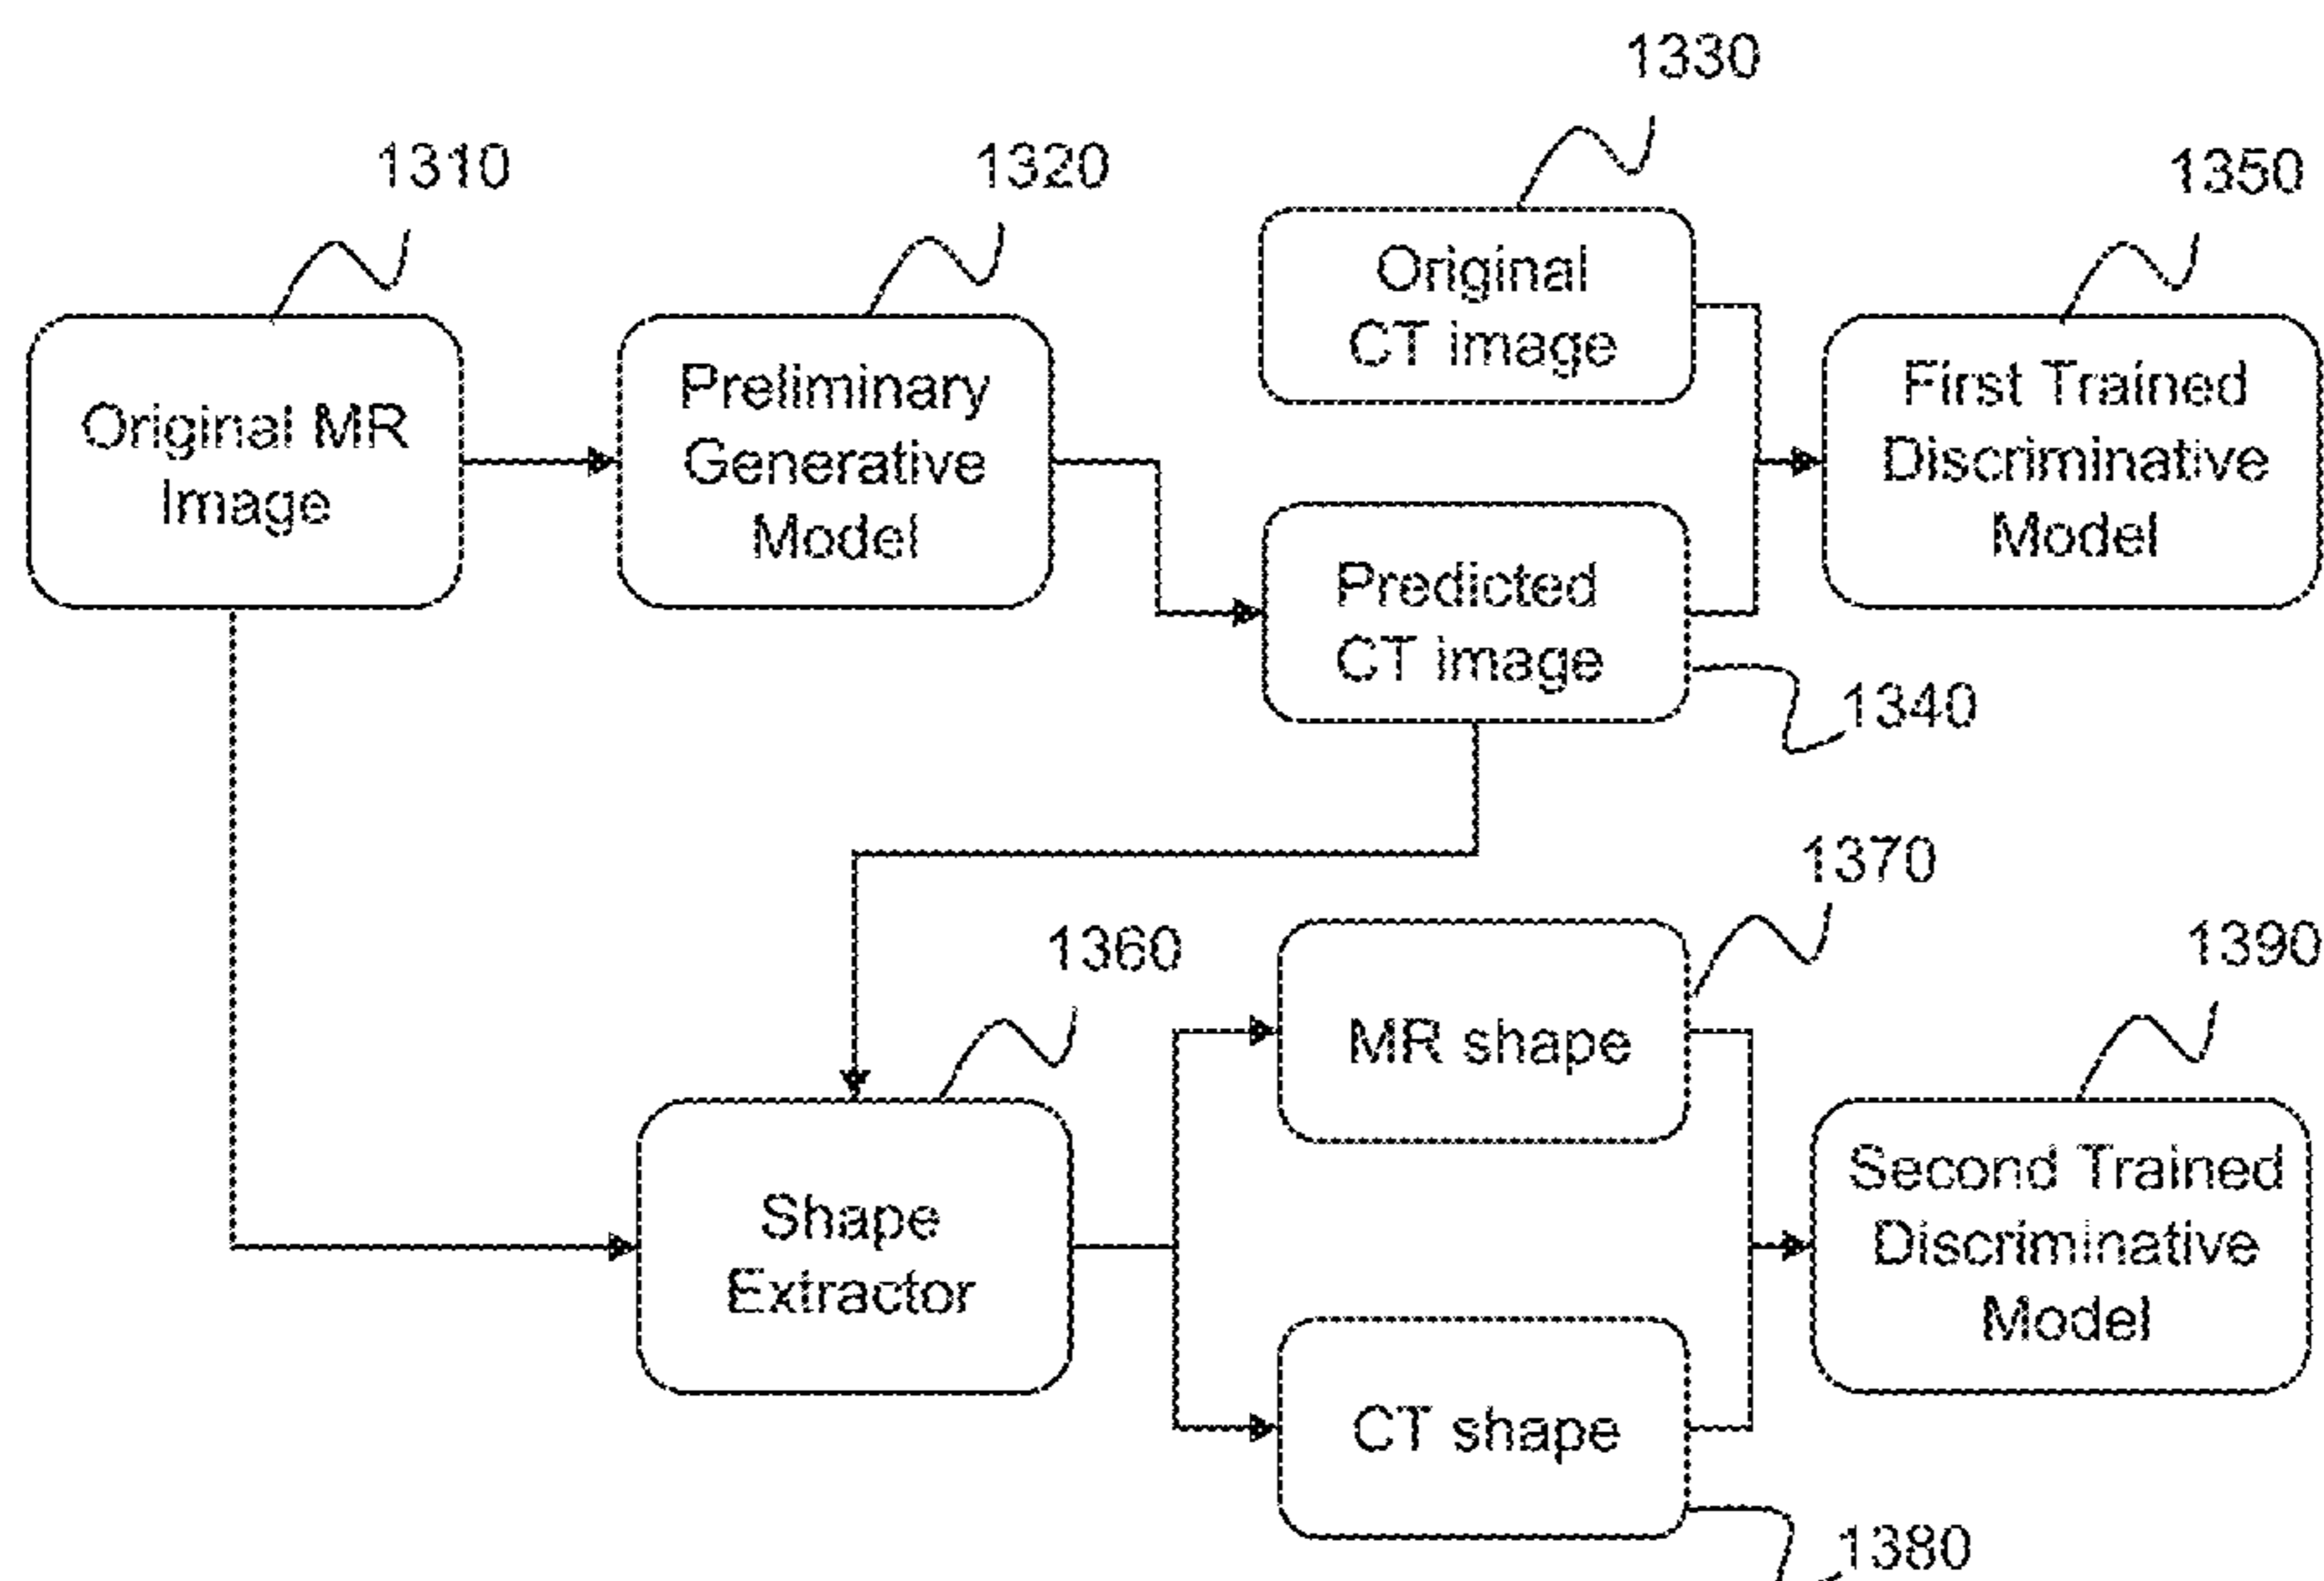 1330
1310
1320
1350
Original
CT image
Original MR
Image
Preliminary
Generative
Model
First Trained
Discriminative
Model
Predicted
CT image
1340
1370
1360
1390
MR shape
Shape
Extractor
Second Trained
Discriminative
Model
CT shape
1380